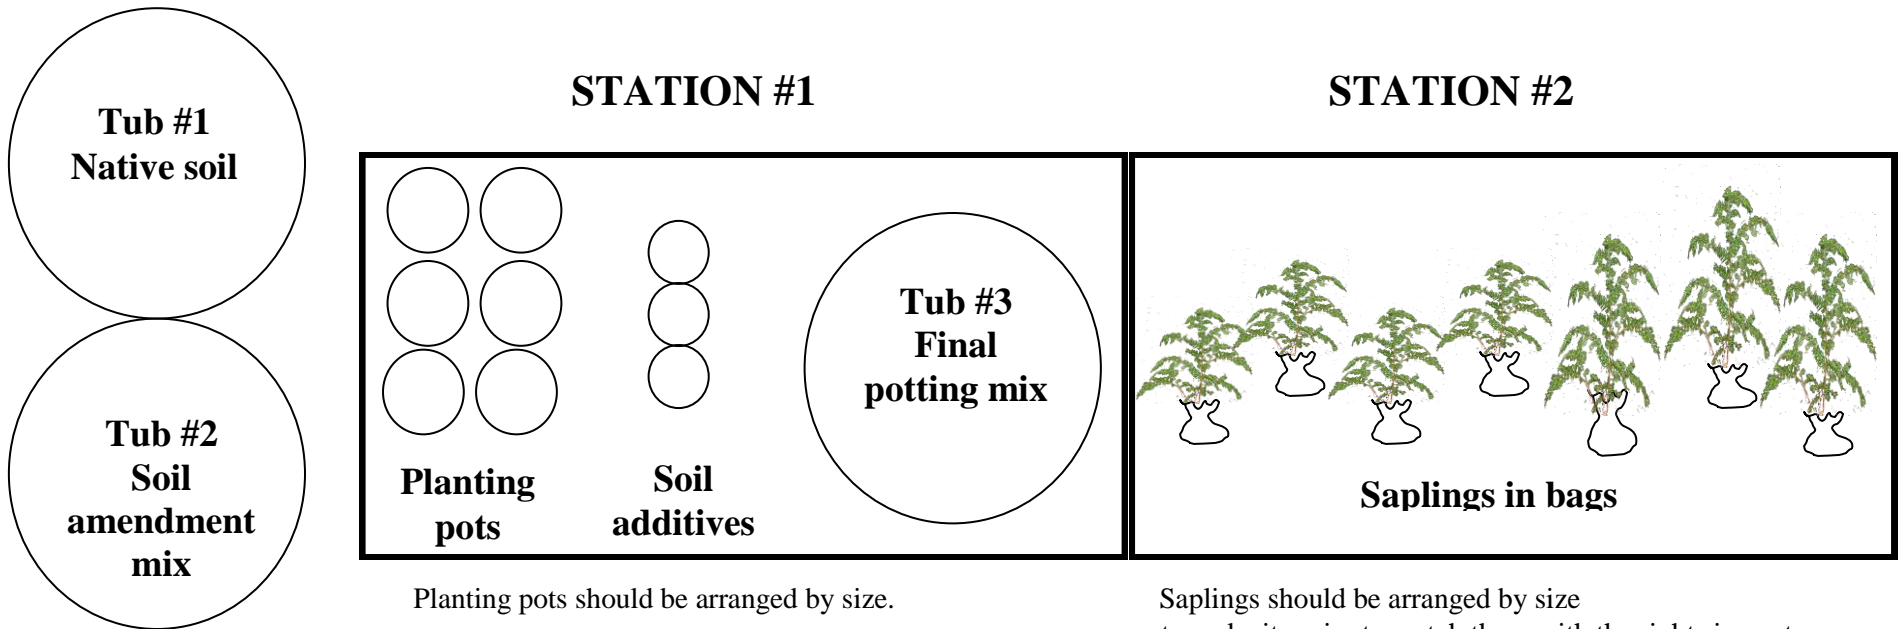 Tub #1
Native soil
Tub #2
Soil
amendment
mix
STATION #1
Planting
pots
Soil
additives
Tub #3
Final
potting mix
Planting pots should be arranged by size.
STATION #2
Saplings in bags
Saplings should be arranged by size